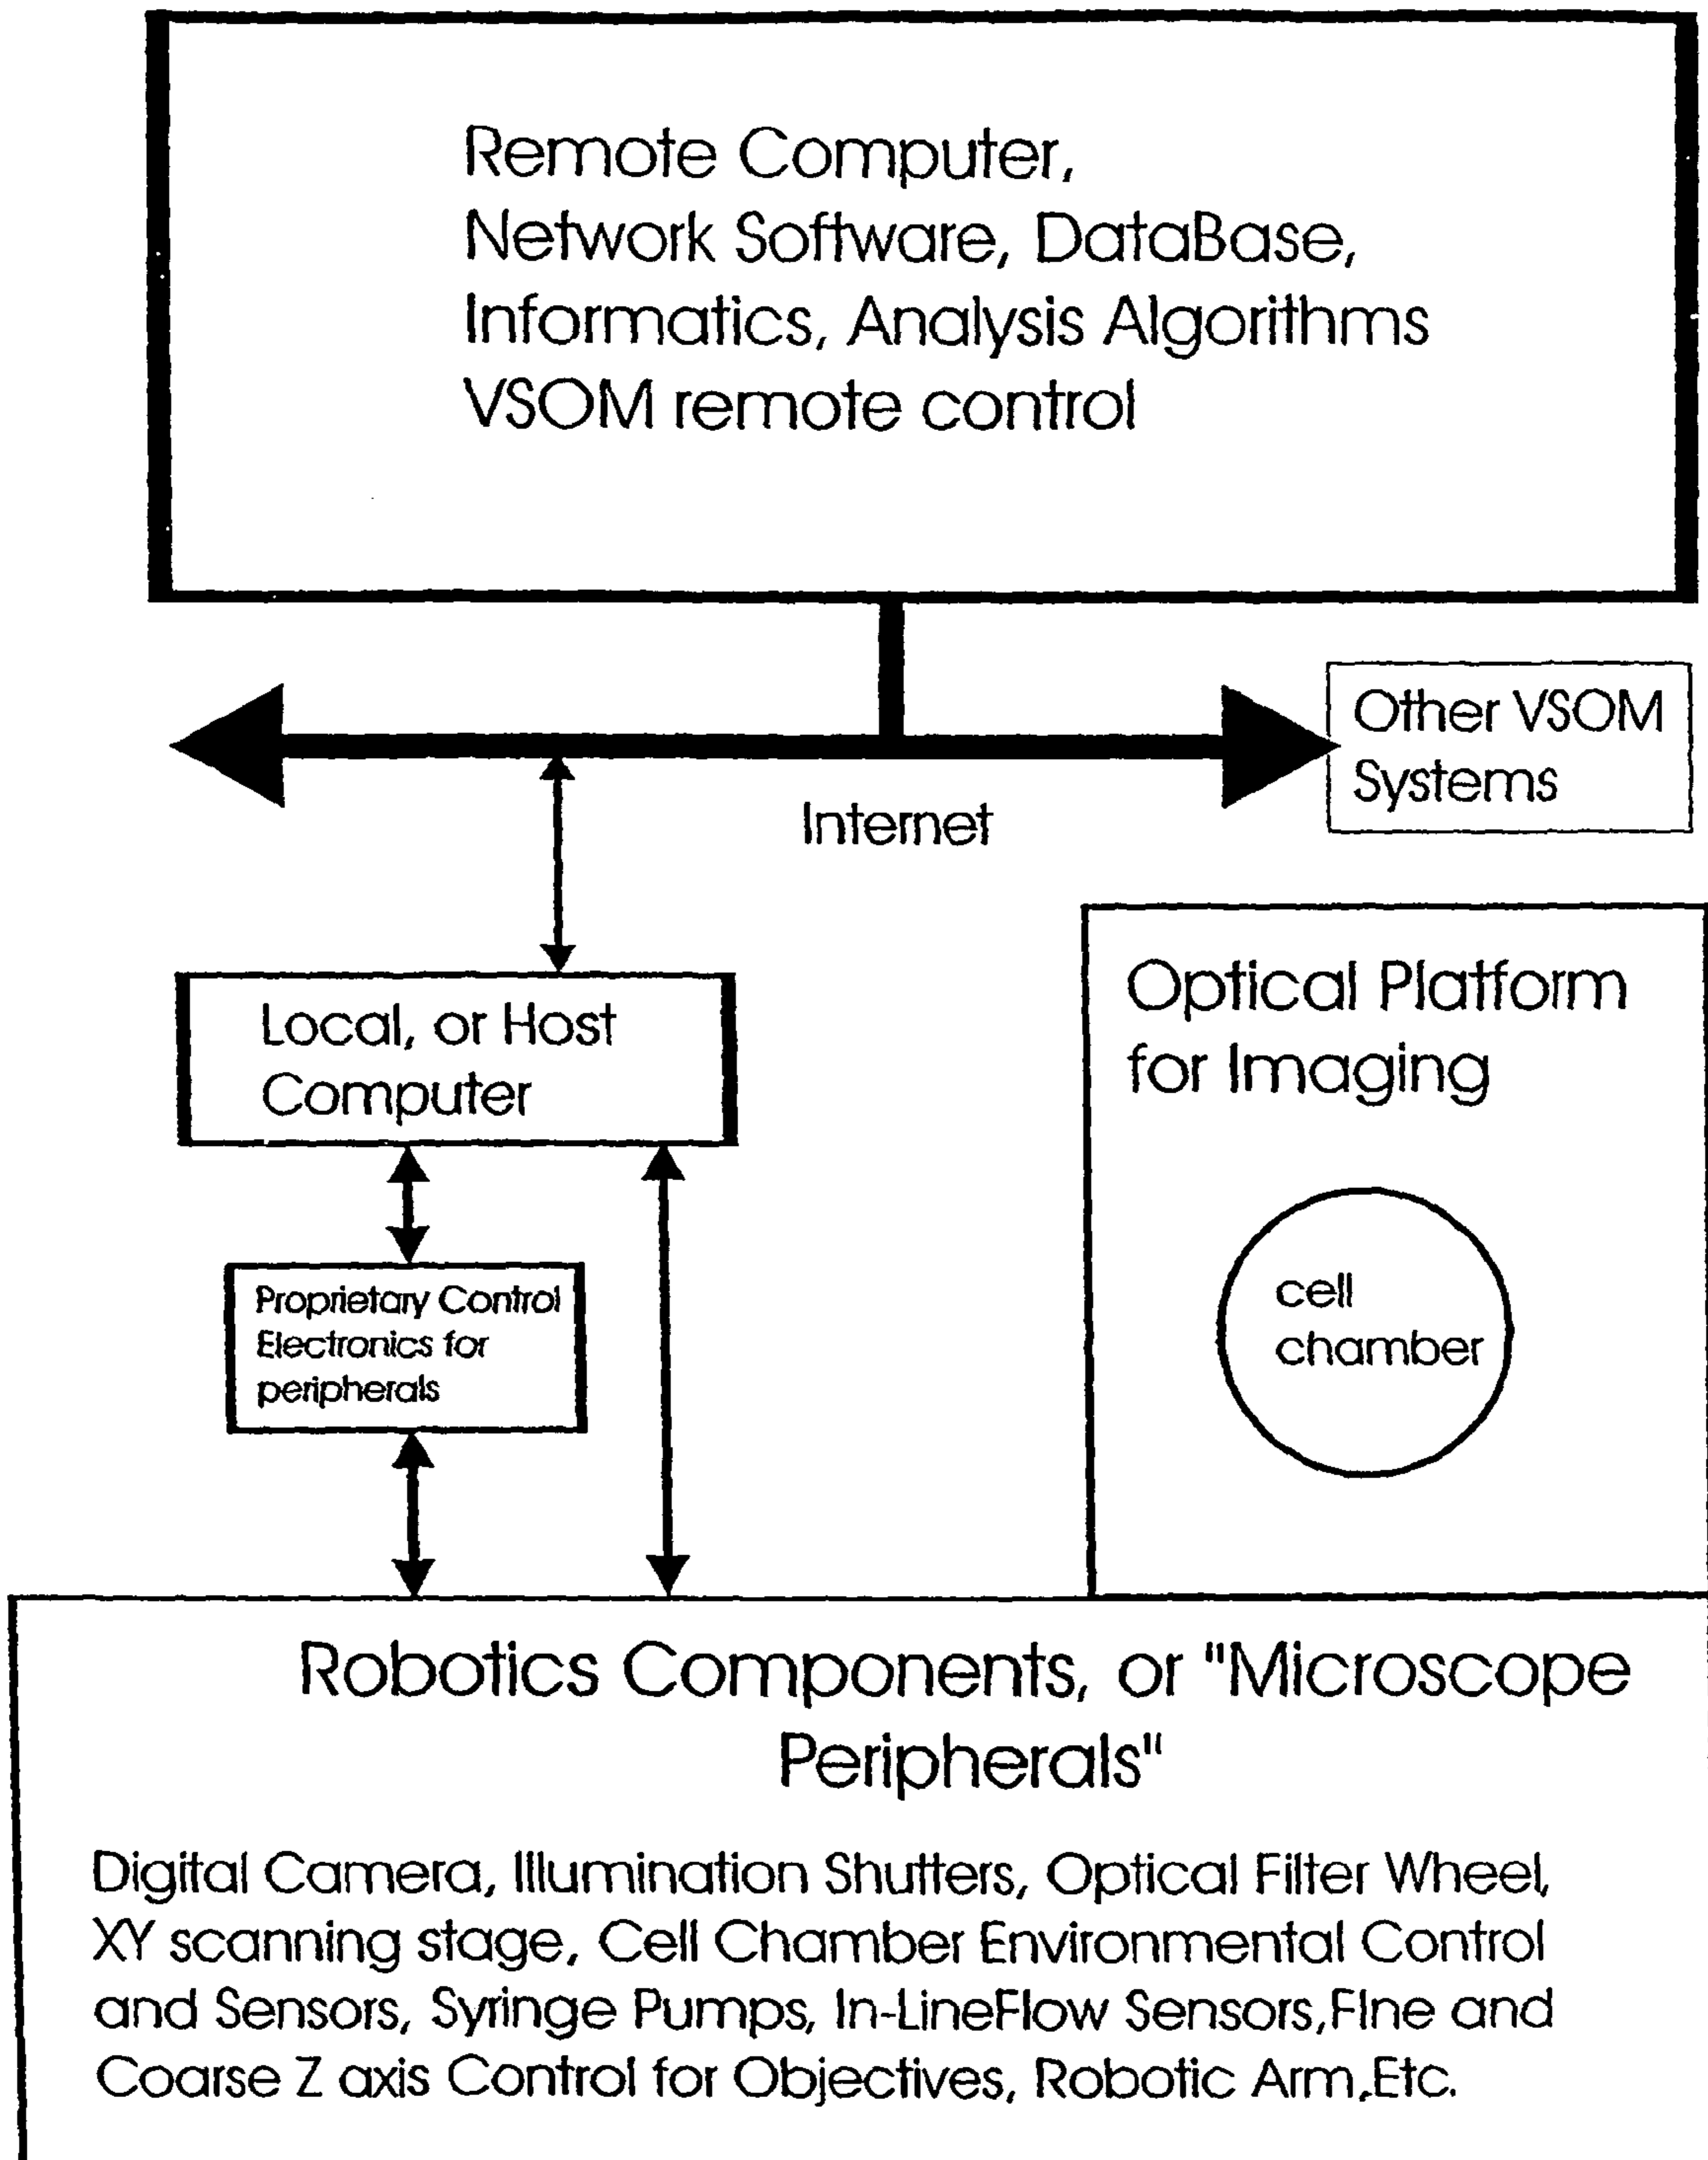 Remote Computer,
Network Software, DataBase,
Informatics, Analysis Algorithms
VSOM remote control
Other VSOM
Systems
Internet
Local, or Host
Computer
Optical Platform
for Imaging
Proprietary Control
Electronics for
peripherals
cell
chamber
Robotics Components, or "Microscope
Peripherals"
Digital Camera, Illumination Shutters, Optical Filter Wheel,
XY scanning stage, Cell Chamber Environmental Control
and Sensors, Syringe Pumps, In-LineFlow Sensors,FIne and
Coarse Z axis Control for Objectives, Robotic Arm,Etc.